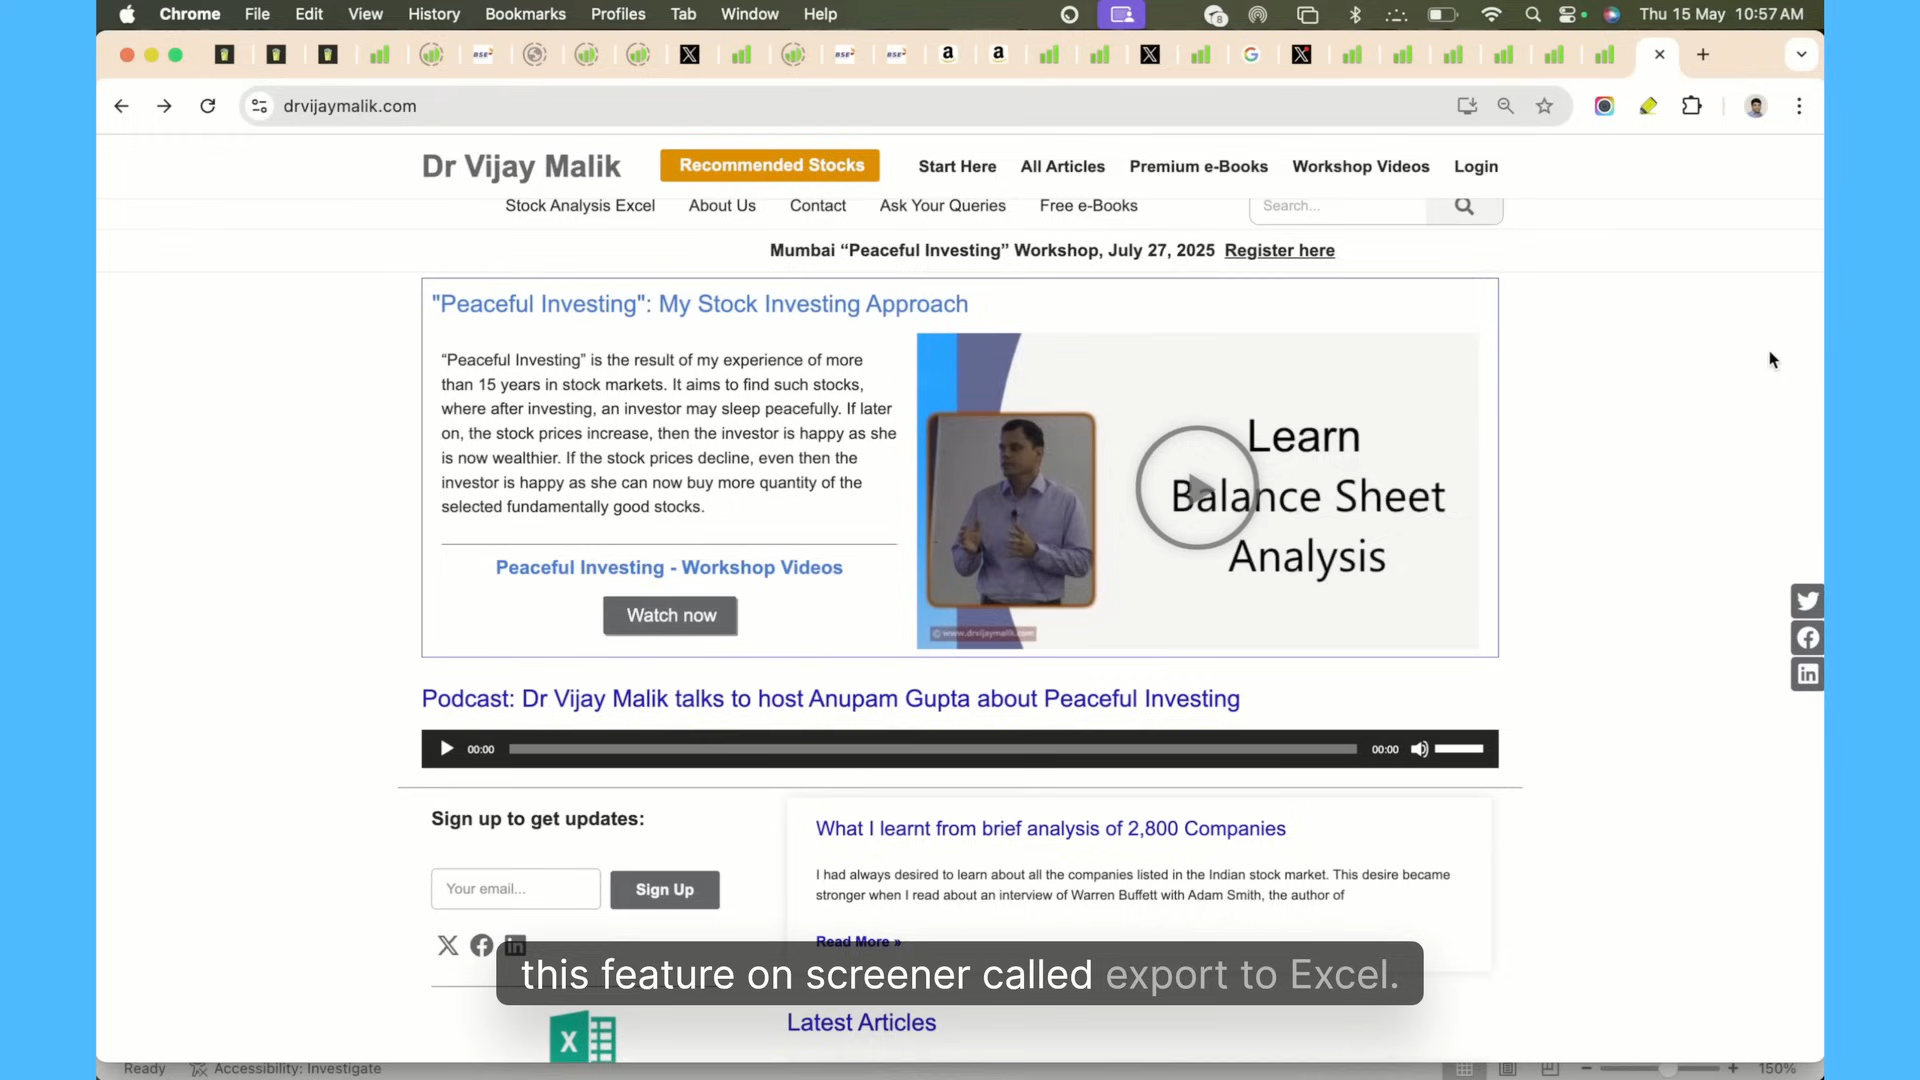 Chrome File Edit View History Bookmarks Profiles Tab Window Help Thu 15 May 10:57 AM
drvijaymalik.com
Dr Vijay Malik Recommended Stocks Start Here All Articles Premium e-Books Workshop Videos Login
Stock Analysis Excel About Us Contact Ask Your Queries Free e-Books Search...
Mumbai “Peaceful Investing” Workshop, July 27, 2025 Register here
"Peaceful Investing": My Stock Investing Approach
“Peaceful Investing” is the result of my experience of more
than 15 years in stock markets. It aims to find such stocks,
where after investing, an investor may sleep peacefully. If later
on, the stock prices increase, then the investor is happy as she
is now wealthier. If the stock prices decline, even then the
investor is happy as she can now buy more quantity of the
selected fundamentally good stocks.
Peaceful Investing - Workshop Videos
Watch now
Learn
Balance Sheet
Analysis
© www.drvijaymalik.com
Podcast: Dr Vijay Malik talks to host Anupam Gupta about Peaceful Investing
00:00 00:00
Sign up to get updates:
Your email... Sign Up
What I learnt from brief analysis of 2,800 Companies
I had always desired to learn about all the companies listed in the Indian stock market. This desire became
stronger when I read about an interview of Warren Buffett with Adam Smith, the author of
Read More »
this feature on screener called export to Excel.
Latest Articles
Ready Accessibility: Investigate 150%